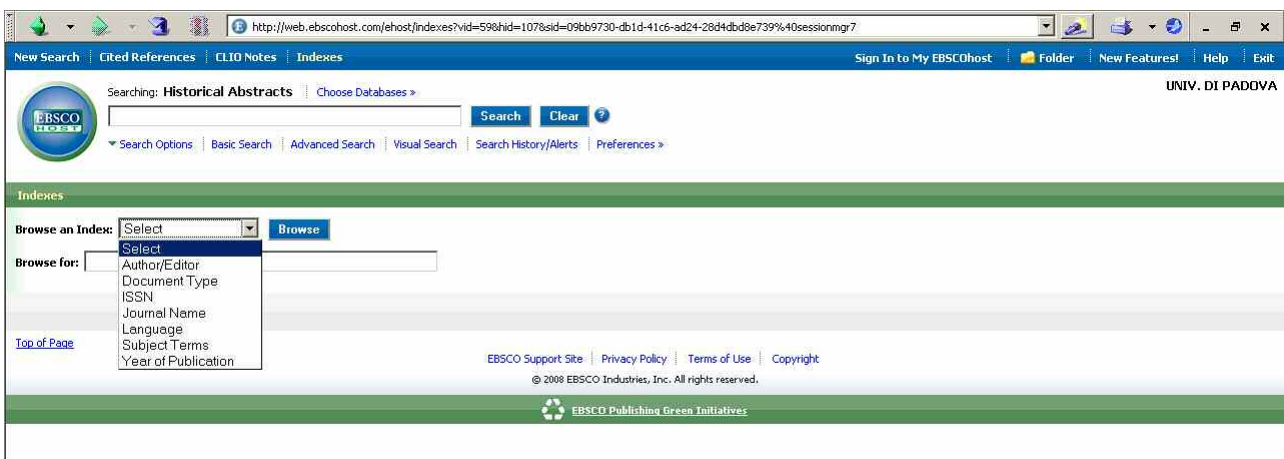 http://web.ebscohost.com/ehost/indexes?vid=59&hid=107&sid=09bb9730-db1d-41c6-ad24-28d4dbd8e739%40sessionmgr7
New Search Cited References CLIO Notes Indexes Sign In to My EBSCOhost Folder New Features! Help Exit
UNIV. DI PADOVA
Searching: Historical Abstracts Choose Databases »
EBSCO
HOST
Search Clear ?
Search Options Basic Search Advanced Search Visual Search Search History/Alerts Preferences »
Indexes
Browse an Index: Select Browse
Select
Browse for:
Author/Editor
Document Type
ISSN
Journal Name
Language
Subject Terms
Year of Publication
Top of Page
EBSCO Support Site Privacy Policy Terms of Use Copyright
© 2008 EBSCO Industries, Inc. All rights reserved.
EBSCO Publishing Green Initiatives